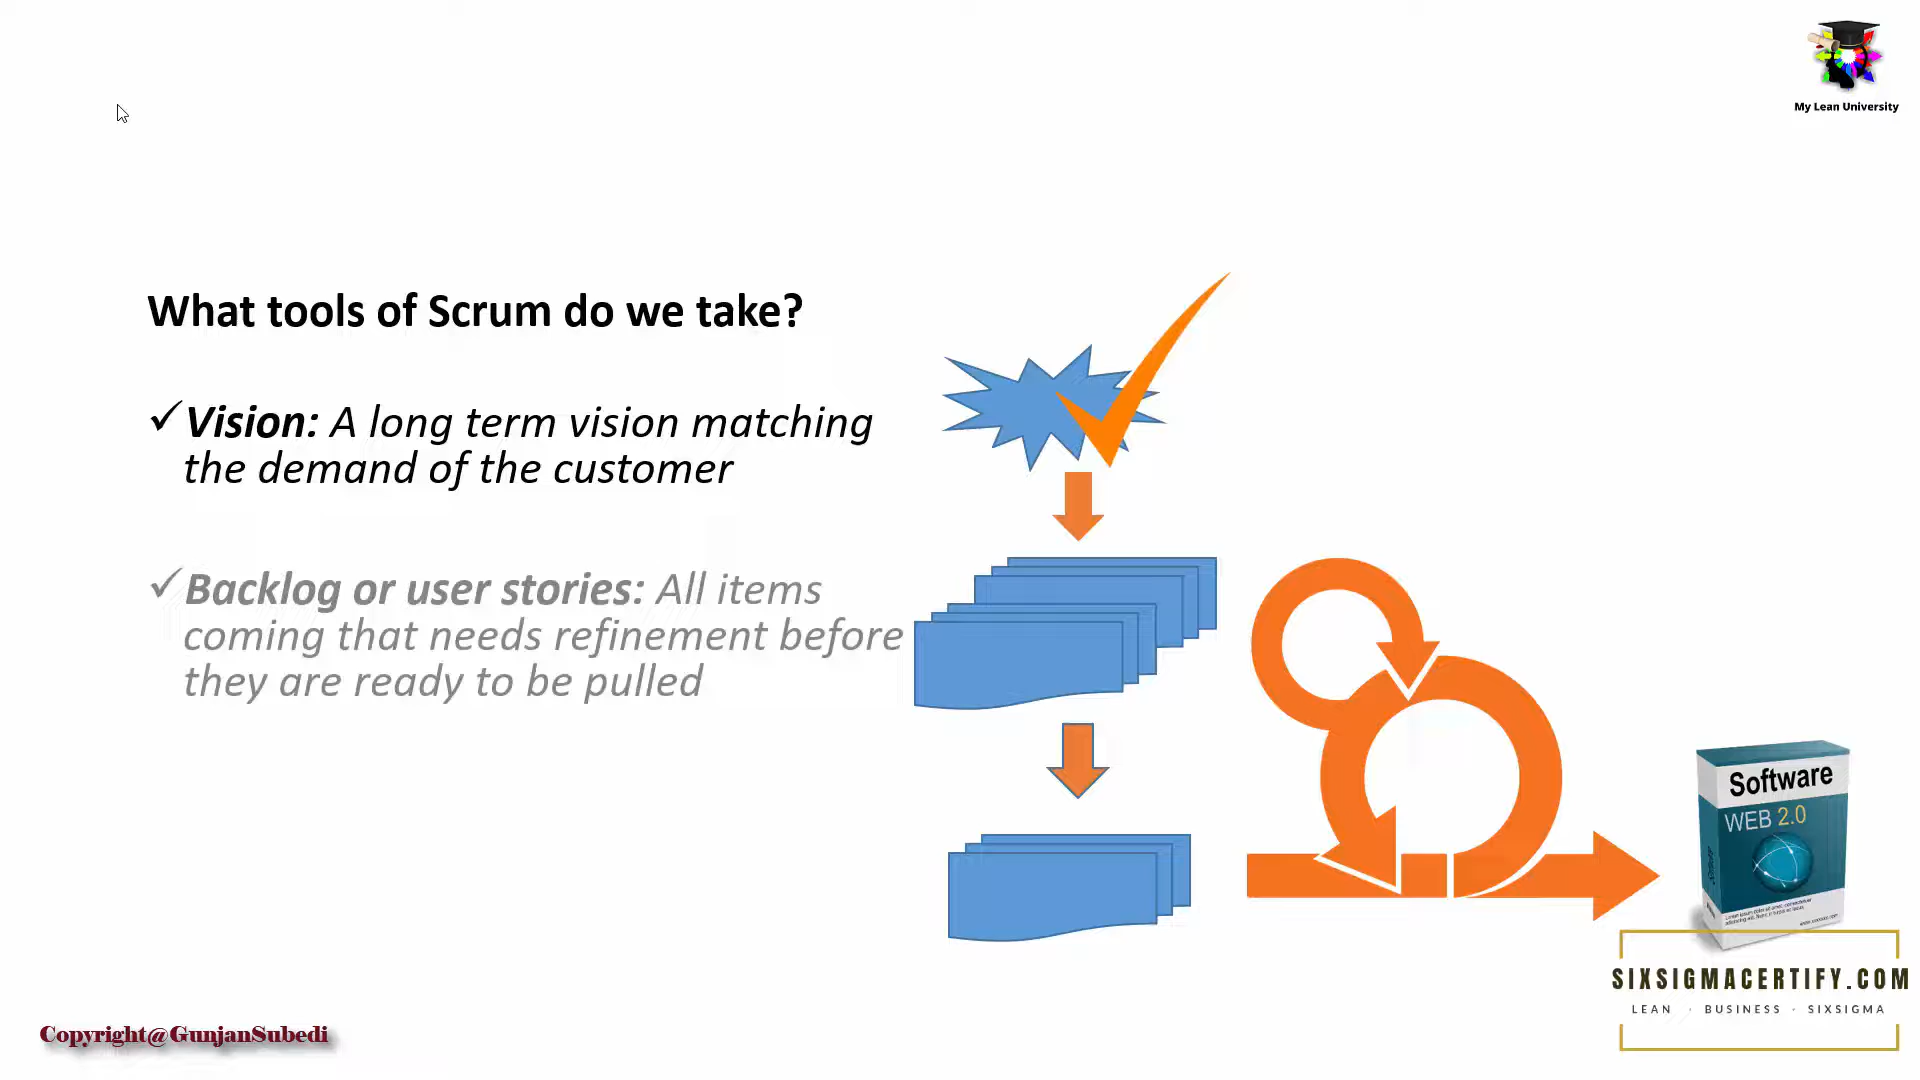 My Lean University
What tools of Scrum do we take?
✓Vision: A long term vision matching
the demand of the customer
✓Backlog or user stories: All items
coming that needs refinement before
they are ready to be pulled
Software
WEB 2.0
SIXSIGMACERTIFY.COM
LEAN · BUSINESS · SIXSIGMA
Copyright@GunjanSubedi